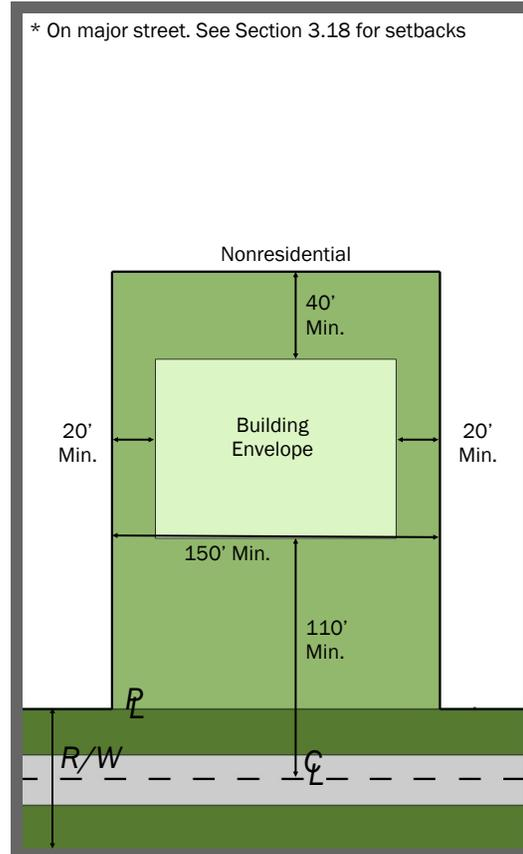 * On major street. See Section 3.18 for setbacks
Nonresidential
40’
Min.
20’
Min.
Building
Envelope
20’
Min.
150’ Min.
110’
Min.
PL
R/W
CL